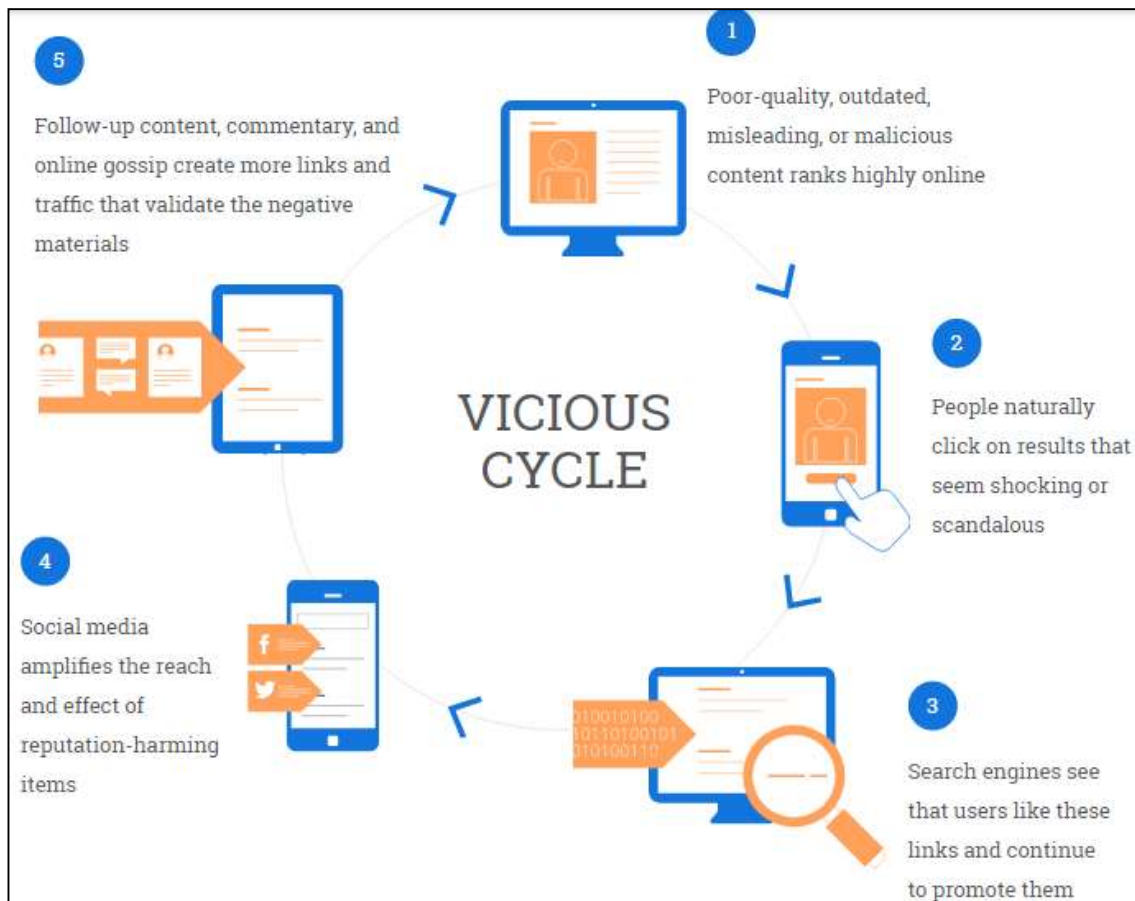 1
Poor-quality, outdated,
misleading, or malicious
content ranks highly online
2
People naturally
click on results that
seem shocking or
scandalous
3
Search engines see
that users like these
links and continue
to promote them
4
Social media
amplifies the reach
and effect of
reputation-harming
items
5
Follow-up content, commentary, and
online gossip create more links and
traffic that validate the negative
materials
VICIOUS
CYCLE
010010100
10110100101
010100110
f